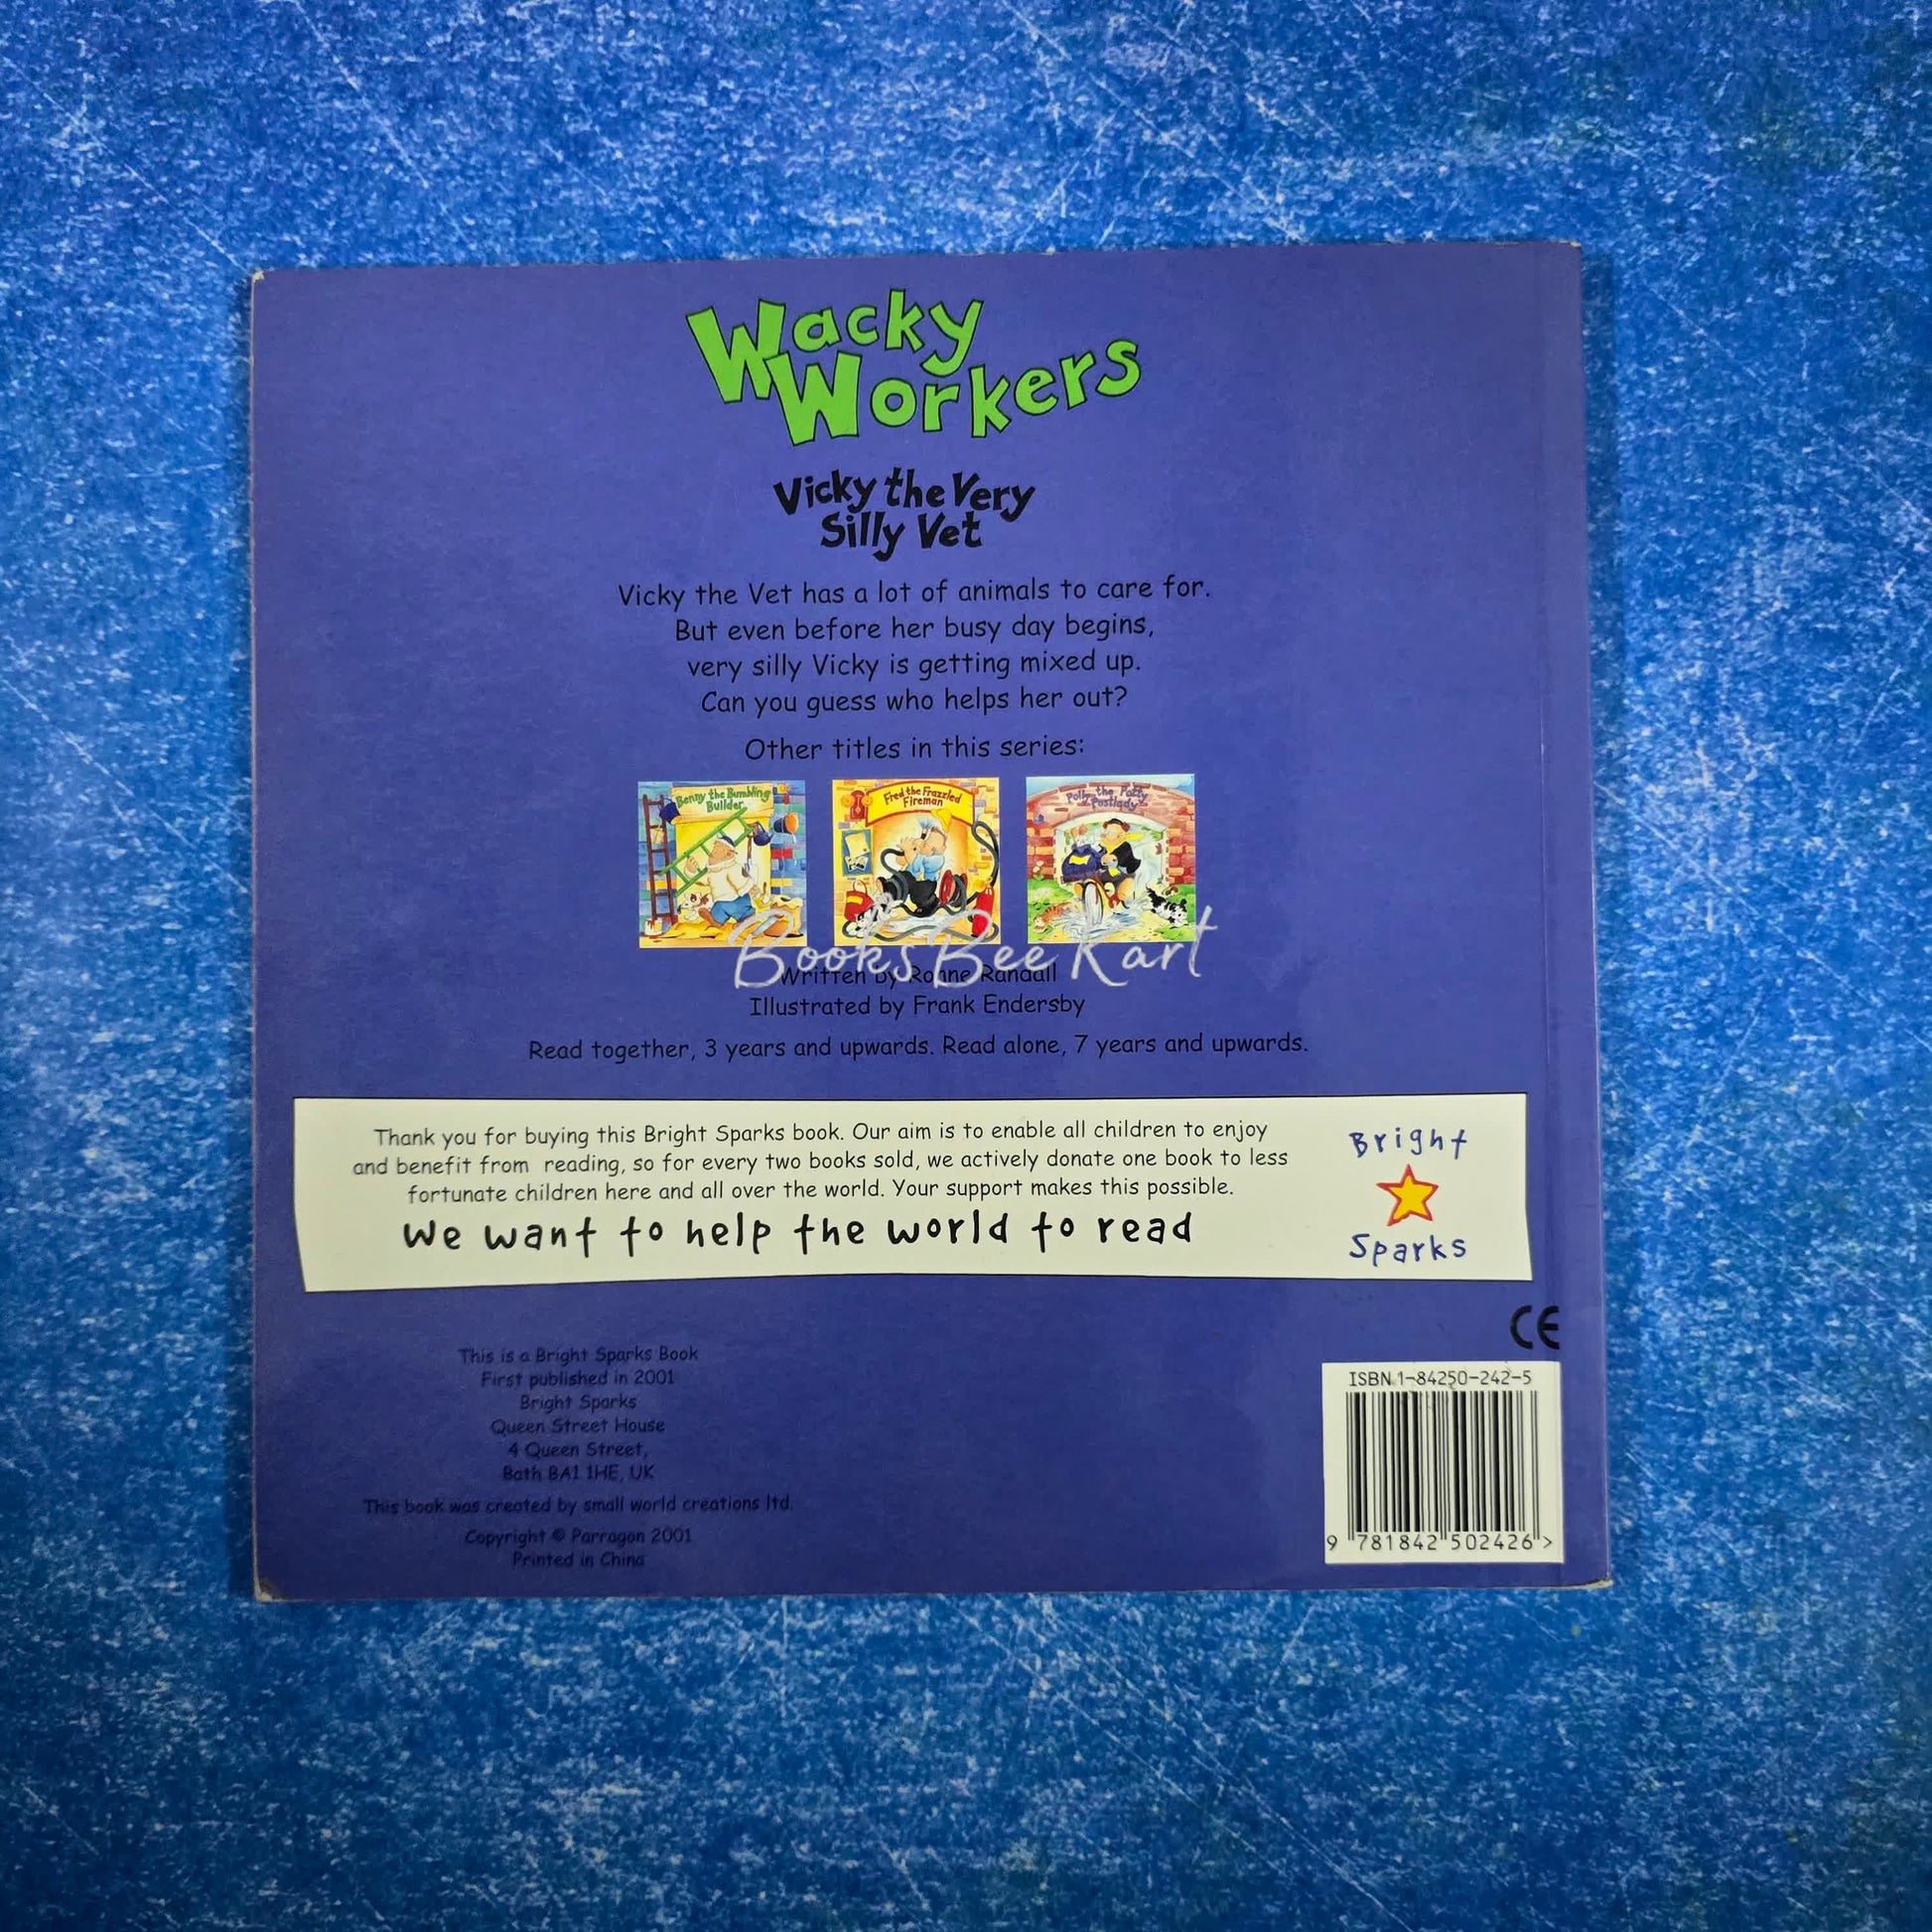 Wacky
Workers
Vicky the Very
Silly Vet
Vicky the Vet has a lot of animals to care for.
But even before her busy day begins,
very silly Vicky is getting mixed up.
Can you guess who helps her out?
Other titles in this series:
Benny the Bumbling
Builder
Fred the Frazzled
Fireman
Polly the Potty
Postlady
BooksBeeKart
Written by Ronne Randall
Illustrated by Frank Endersby
Read together, 3 years and upwards. Read alone, 7 years and upwards.
Thank you for buying this Bright Sparks book. Our aim is to enable all children to enjoy
and benefit from reading, so for every two books sold, we actively donate one book to less
fortunate children here and all over the world. Your support makes this possible.
We want to help the world to read
Bright
Sparks
CE
This is a Bright Sparks Book
First published in 2001
Bright Sparks
Queen Street House
4 Queen Street,
Bath BA1 1HE, UK
This book was created by small world creations ltd.
Copyright © Parragon 2001
Printed in China
ISBN 1-84250-242-5
9 781842 502426 >